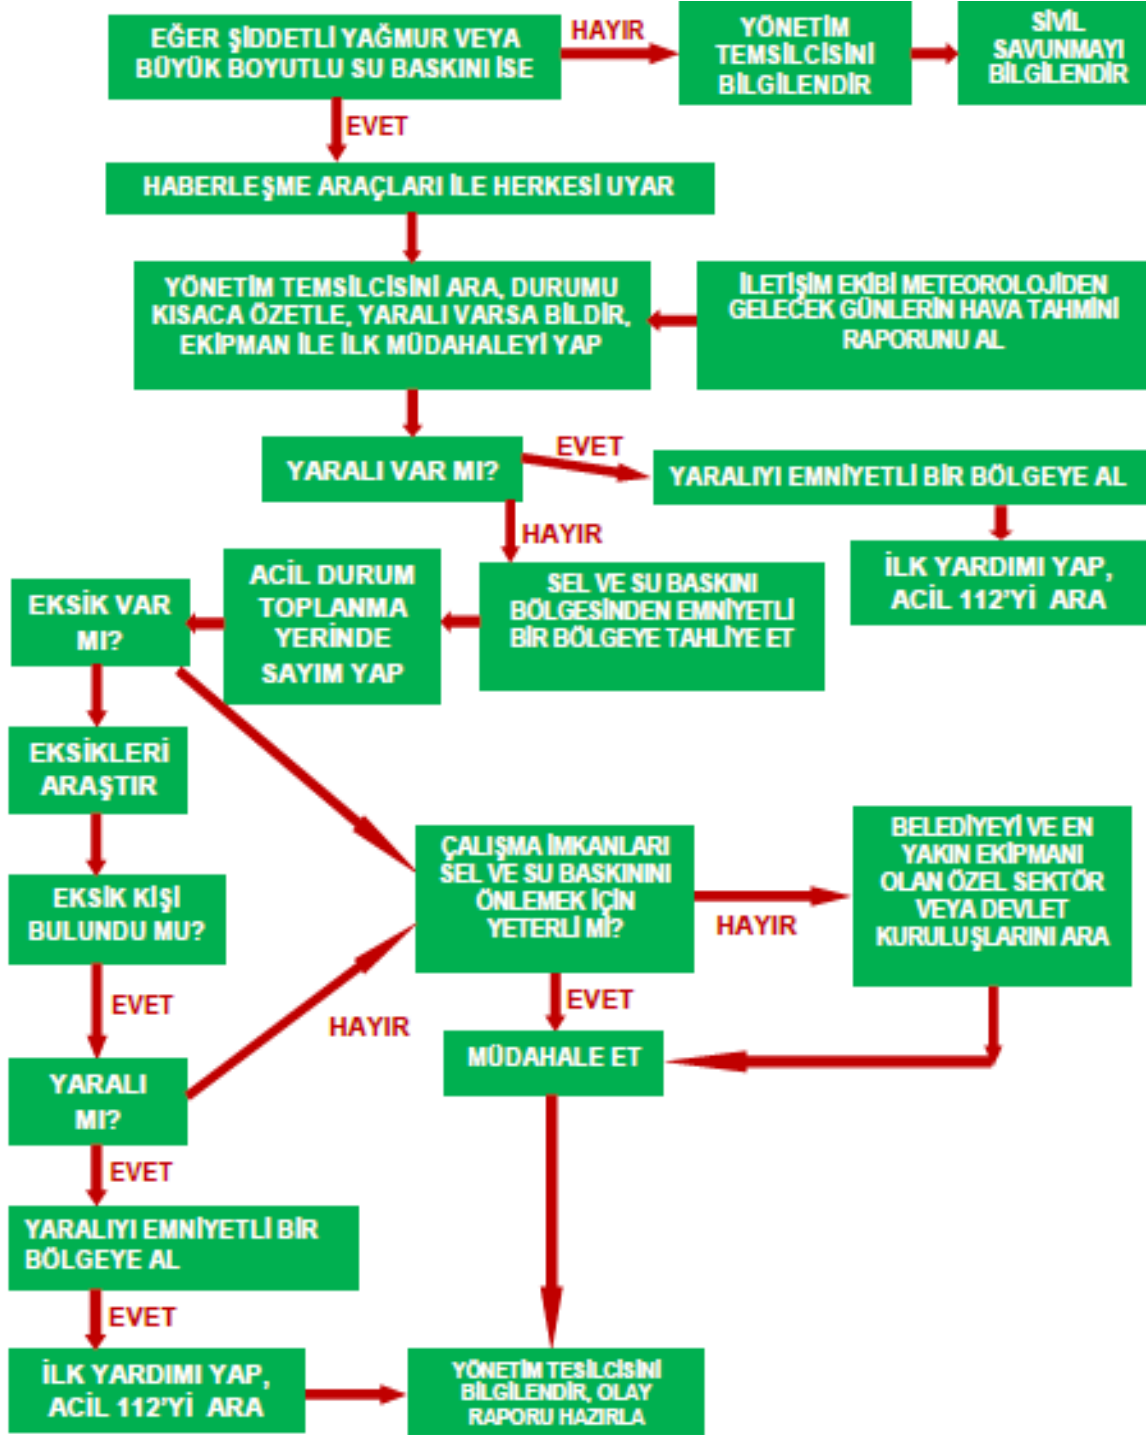 EĞER ŞİDDETLİ YAĞMUR VEYA
BÜYÜK BOYUTLU SU BASKINI İSE
HAYIR
YÖNETİM
TEMSİLCİSİNİ
BİLGİLENDİR
SİVİL
SAVUNMAYI
BİLGİLENDİR
EVET
HABERLEŞME ARAÇLARI İLE HERKESİ UYAR
YÖNETİM TEMSİLCİSİNİ ARA, DURUMU
KISACA ÖZETLE, YARALI VARSA BİLDİR,
EKİPMAN İLE İLK MÜDAHALEYİ YAP
İLETİŞİM EKİBİ METEOROLOJİDEN
GELECEK GÜNLERİN HAVA TAHMİNİ
RAPORUNU AL
YARALI VAR MI?
EVET
YARALIYI EMNİYETLİ BİR BÖLGEYE AL
HAYIR
İLK YARDIMI YAP,
ACİL 112'Yİ ARA
SEL VE SU BASKINI
BÖLGESİNDEN EMNİYETLİ
BİR BÖLGEYE TAHLİYE ET
ACİL DURUM
TOPLANMA
YERİNDE
SAYIM YAP
EKSİK VAR
MI?
EKSİKLERİ
ARAŞTIR
EKSİK KİŞİ
BULUNDU MU?
ÇALIŞMA İMKANLARI
SEL VE SU BASKININI
ÖNLEMEK İÇİN
YETERLİ Mİ?
HAYIR
BELEDİYEYİ VE EN
YAKIN EKİPMANI
OLAN ÖZEL SEKTÖR
VEYA DEVLET
KURULUŞLARINI ARA
EVET
HAYIR
EVET
MÜDAHALE ET
YARALI
MI?
EVET
YARALIYI EMNİYETLİ BİR
BÖLGEYE AL
EVET
İLK YARDIMI YAP,
ACİL 112'Yİ ARA
YÖNETİM TESİLCİSİNİ
BİLGİLENDİR, OLAY
RAPORU HAZIRLA